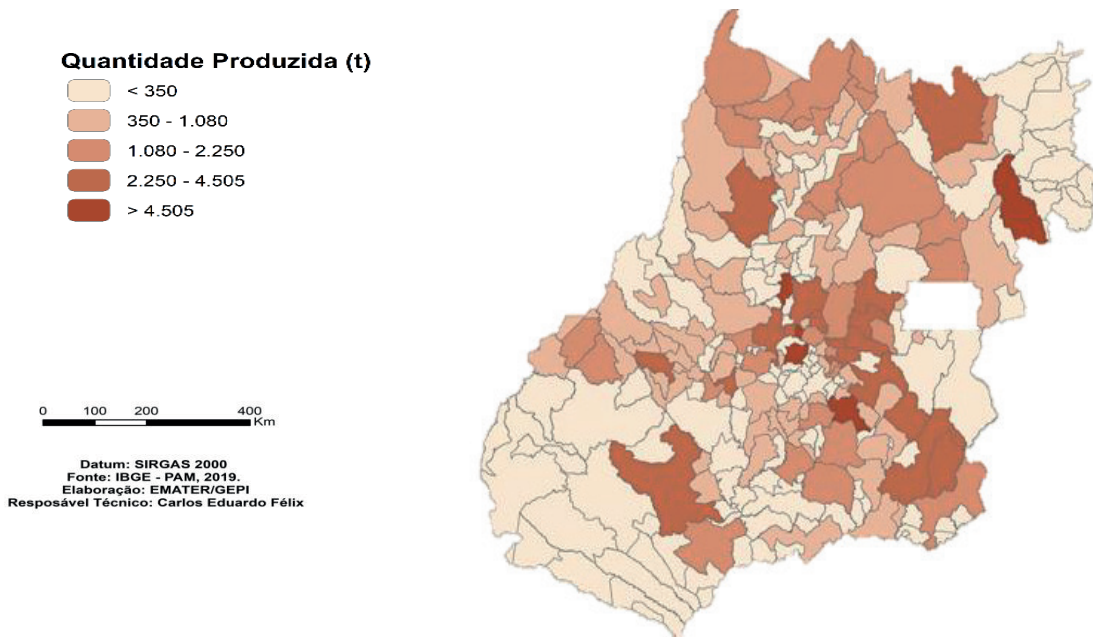 Quantidade Produzida (t)
< 350
350 - 1.080
1.080 - 2.250
2.250 - 4.505
> 4.505
0 100 200 400
Km
Datum: SIRGAS 2000
Fonte: IBGE - PAM, 2019.
Elaboração: EMATER/GEPI
Resposável Técnico: Carlos Eduardo Félix